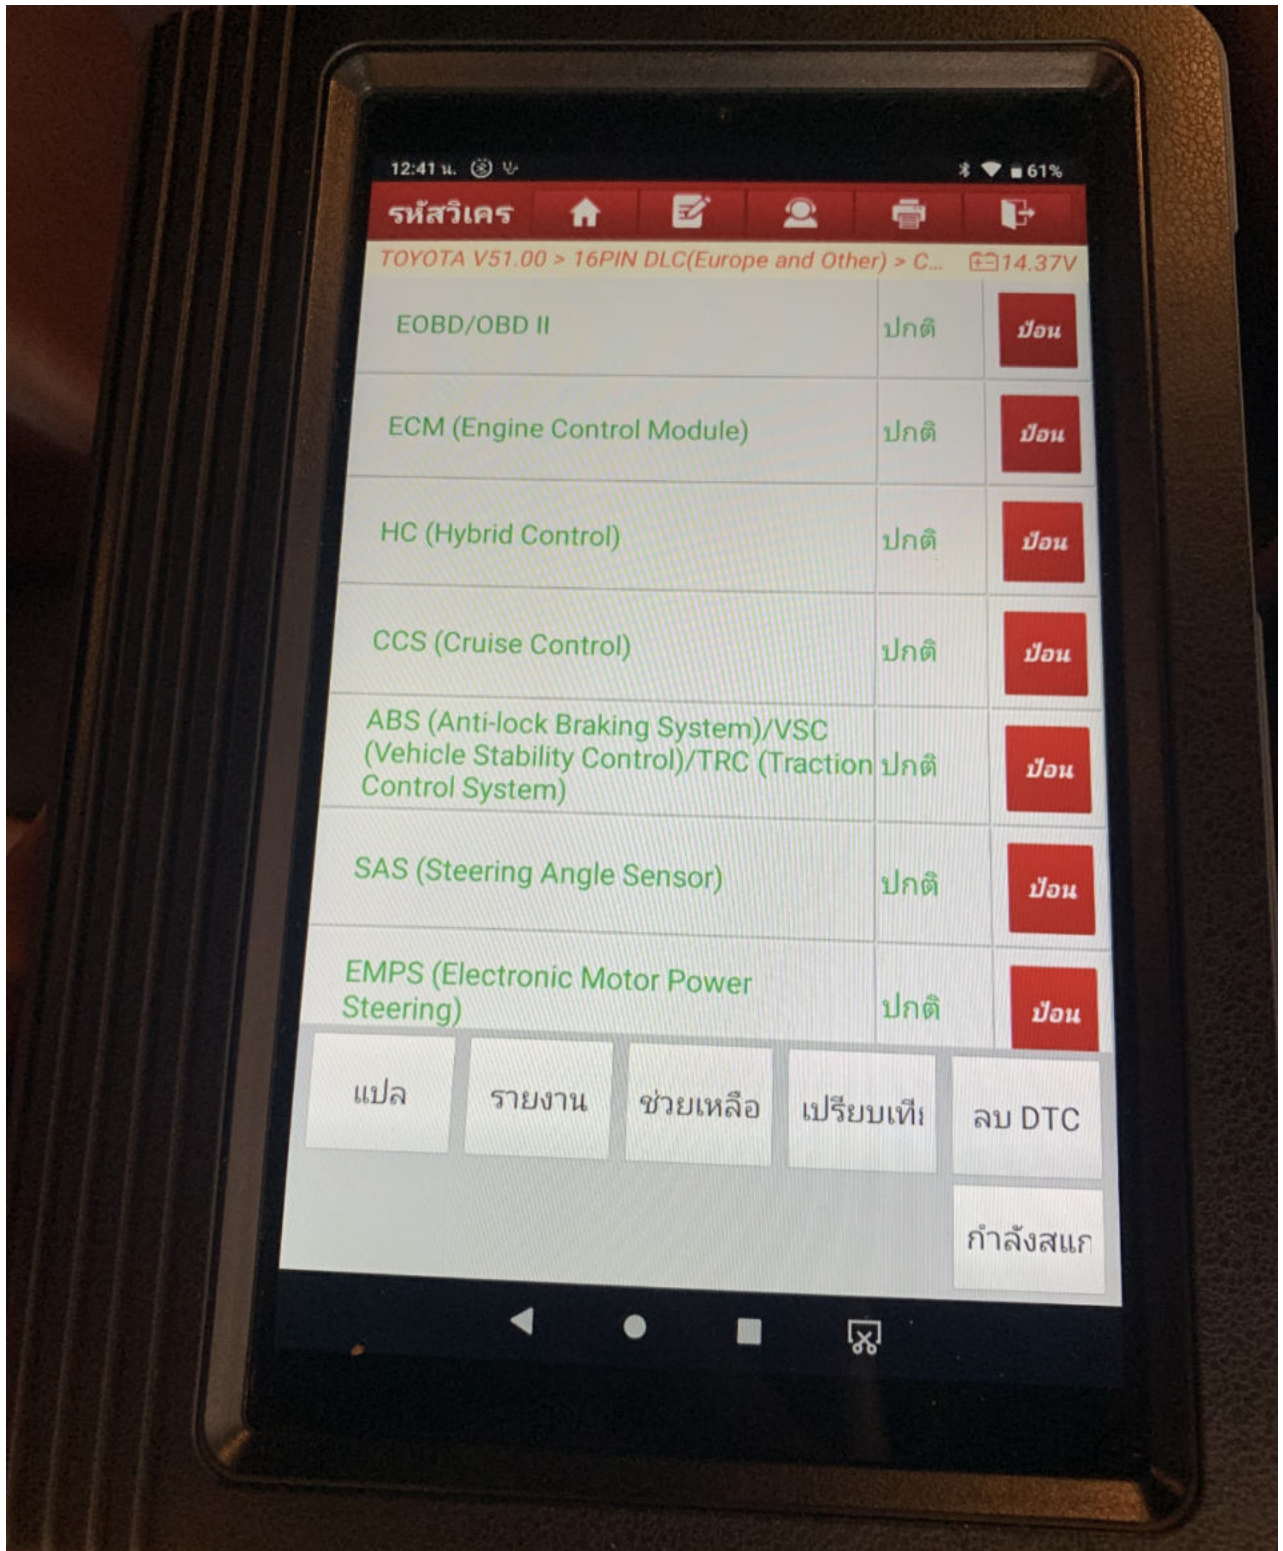 12:41 น.
61%
รหัสวิเคร
TOYOTA V51.00 > 16PIN DLC(Europe and Other) > C...
14.37V
EOBD/OBD II
ปกติ
ป้อน
ECM (Engine Control Module)
ปกติ
ป้อน
HC (Hybrid Control)
ปกติ
ป้อน
CCS (Cruise Control)
ปกติ
ป้อน
ABS (Anti-lock Braking System)/VSC
(Vehicle Stability Control)/TRC (Traction
Control System)
ปกติ
ป้อน
SAS (Steering Angle Sensor)
ปกติ
ป้อน
EMPS (Electronic Motor Power
Steering)
ปกติ
ป้อน
แปล
รายงาน
ช่วยเหลือ
เปรียบเที
ลบ DTC
กำลังสแก